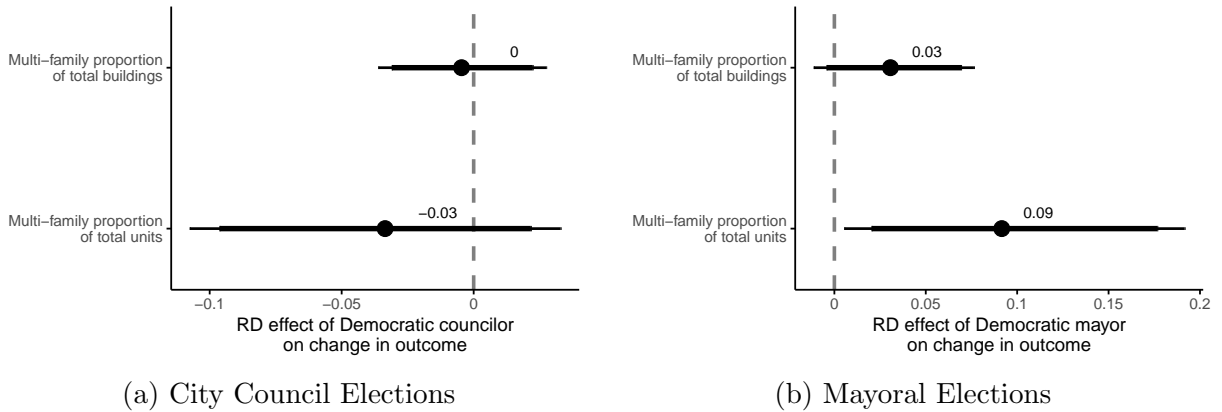 Multi−family proportion
of total buildings
0
Multi−family proportion
of total units
−0.03
−0.1
−0.05
0
RD effect of Democratic councilor
on change in outcome
(a) City Council Elections
Multi−family proportion
of total buildings
0.03
Multi−family proportion
of total units
0.09
0
0.05
0.1
0.15
0.2
RD effect of Democratic mayor
on change in outcome
(b) Mayoral Elections